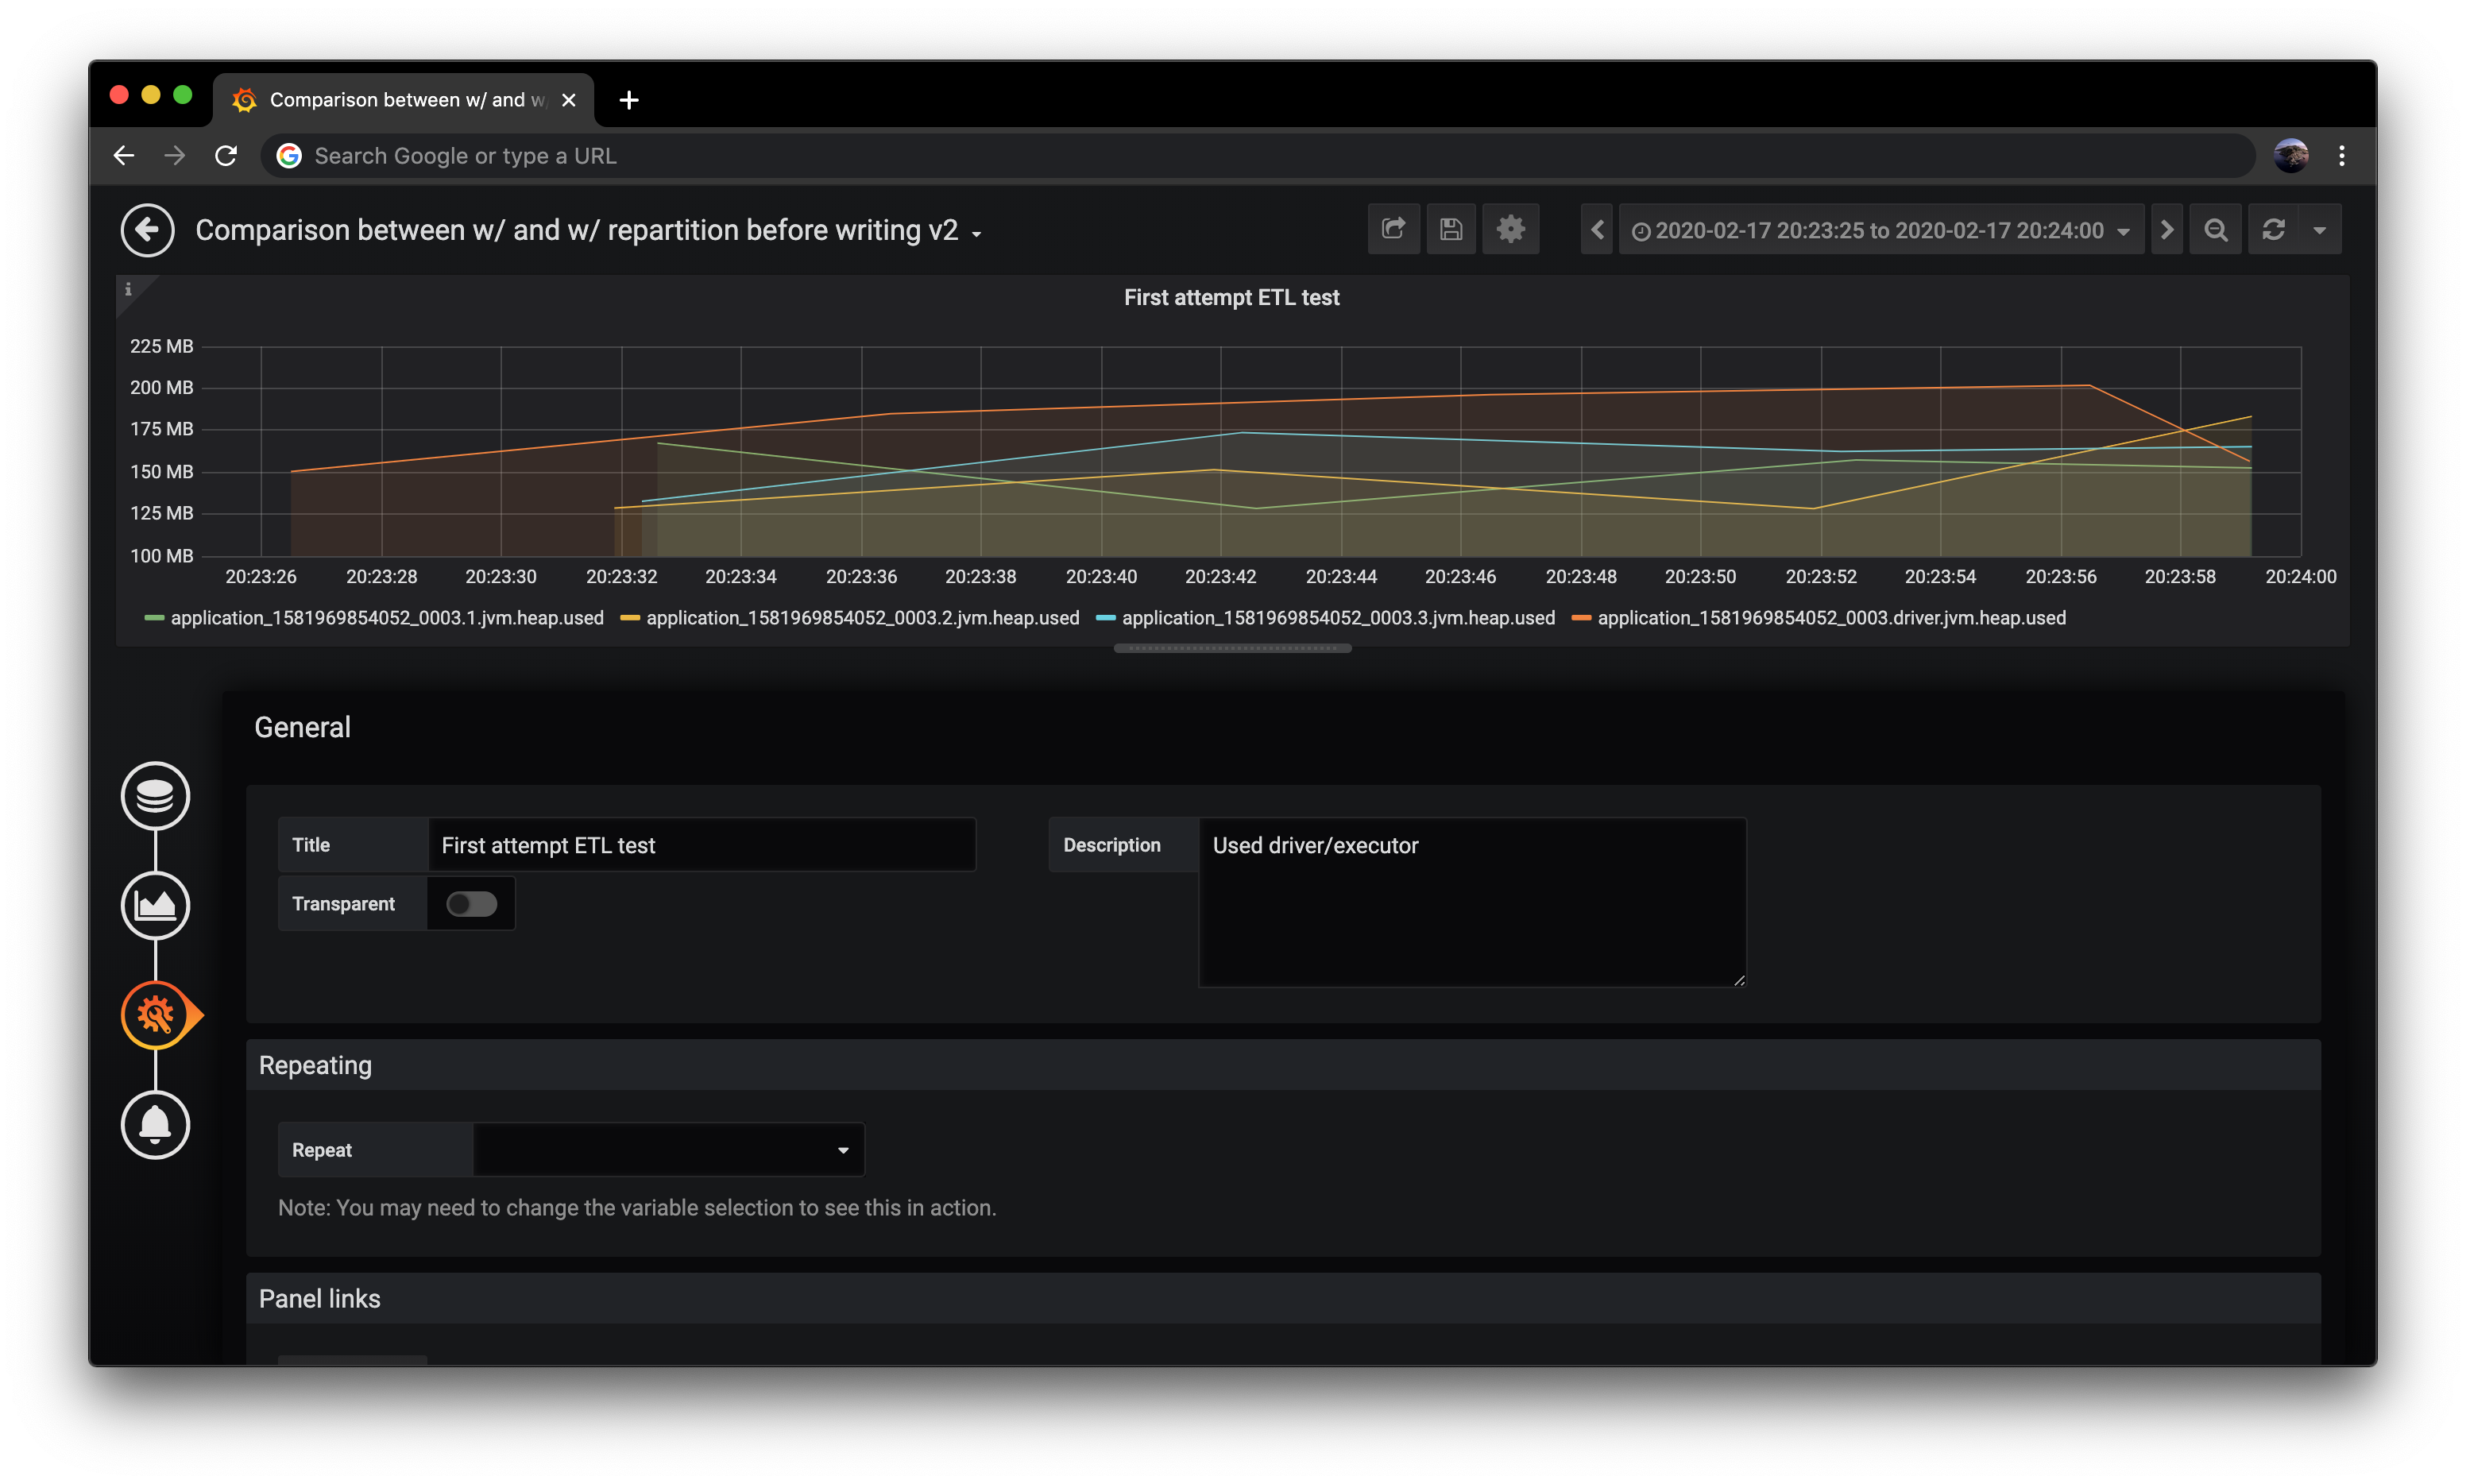 Comparison between w/ and w/
Search Google or type a URL
Comparison between w/ and w/ repartition before writing v2
2020-02-17 20:23:25 to 2020-02-17 20:24:00
i
First attempt ETL test
225 MB
200 MB
175 MB
150 MB
125 MB
100 MB
20:23:26 20:23:28 20:23:30 20:23:32 20:23:34 20:23:36 20:23:38 20:23:40 20:23:42 20:23:44 20:23:46 20:23:48 20:23:50 20:23:52 20:23:54 20:23:56 20:23:58 20:24:00
application_1581969854052_0003.1.jvm.heap.used application_1581969854052_0003.2.jvm.heap.used application_1581969854052_0003.3.jvm.heap.used application_1581969854052_0003.driver.jvm.heap.used
General
Title First attempt ETL test Description Used driver/executor
Transparent
Repeating
Repeat
Note: You may need to change the variable selection to see this in action.
Panel links